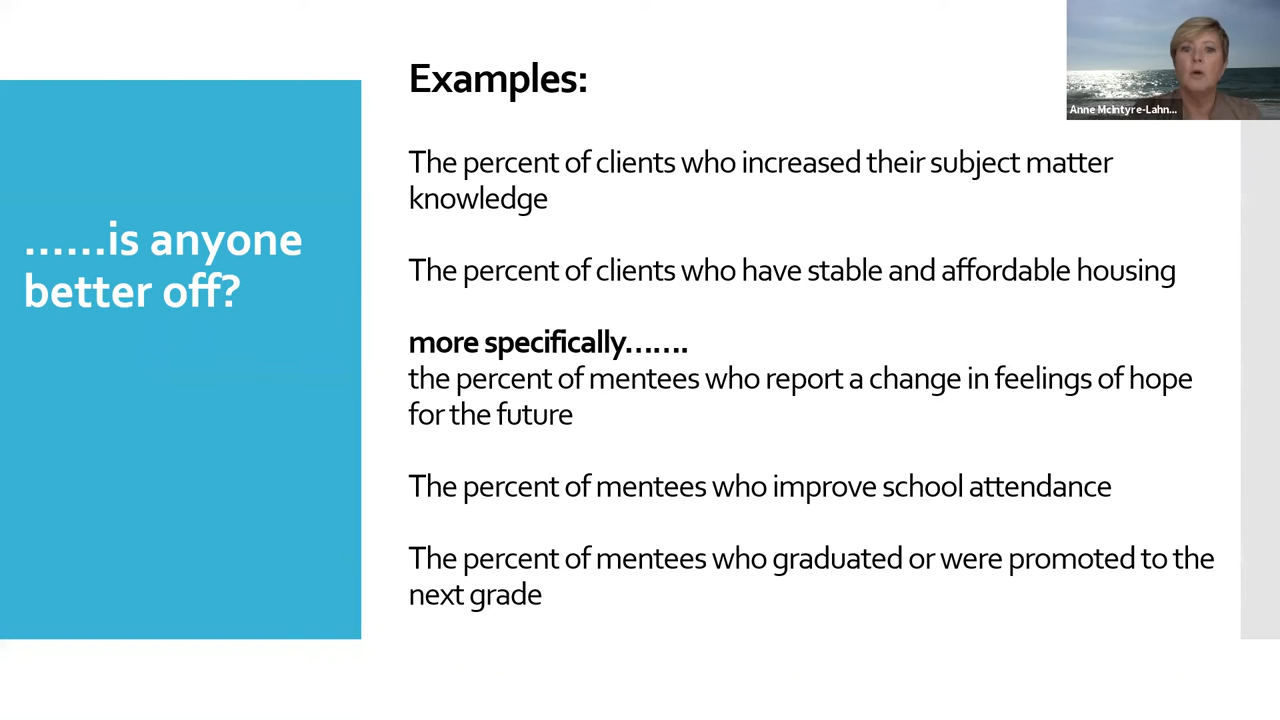 ……is anyone
better off?
Examples:
The percent of clients who increased their subject matter
knowledge
The percent of clients who have stable and affordable housing
more specifically…….
the percent of mentees who report a change in feelings of hope
for the future
The percent of mentees who improve school attendance
The percent of mentees who graduated or were promoted to the
next grade
Anne McIntyre-Lahn...